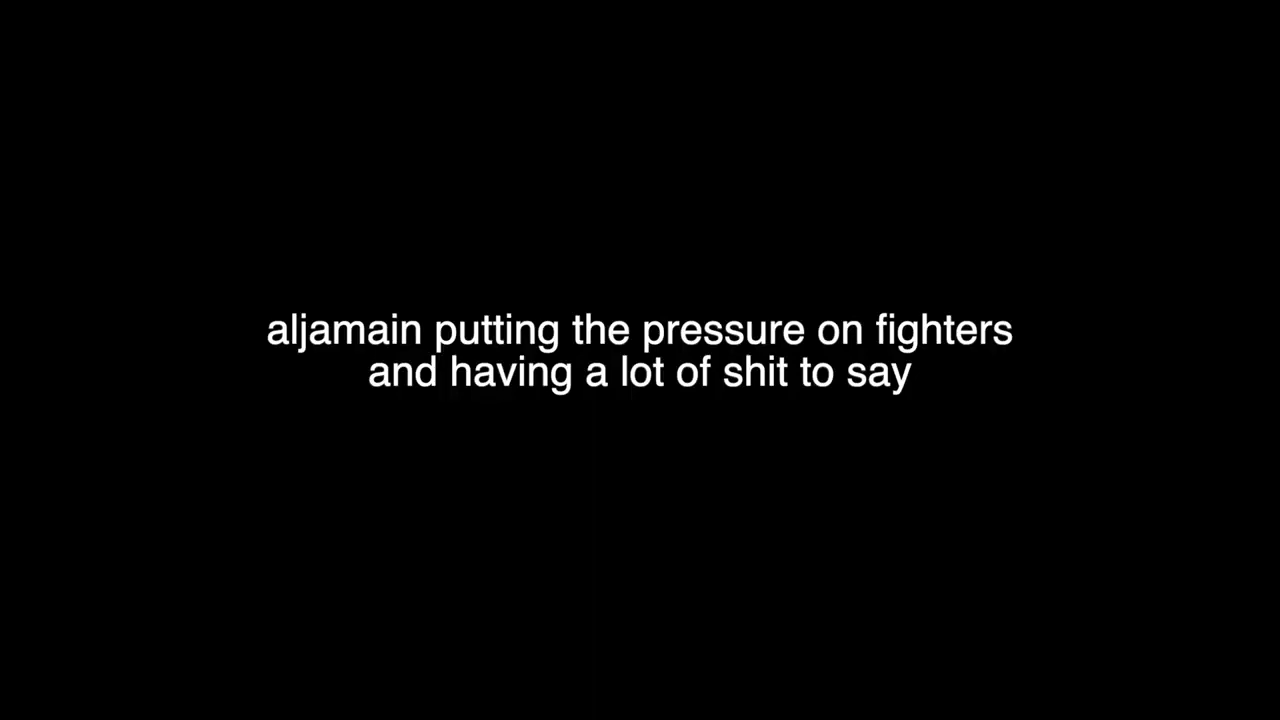 aljamain putting the pressure on fighters
and having a lot of shit to say